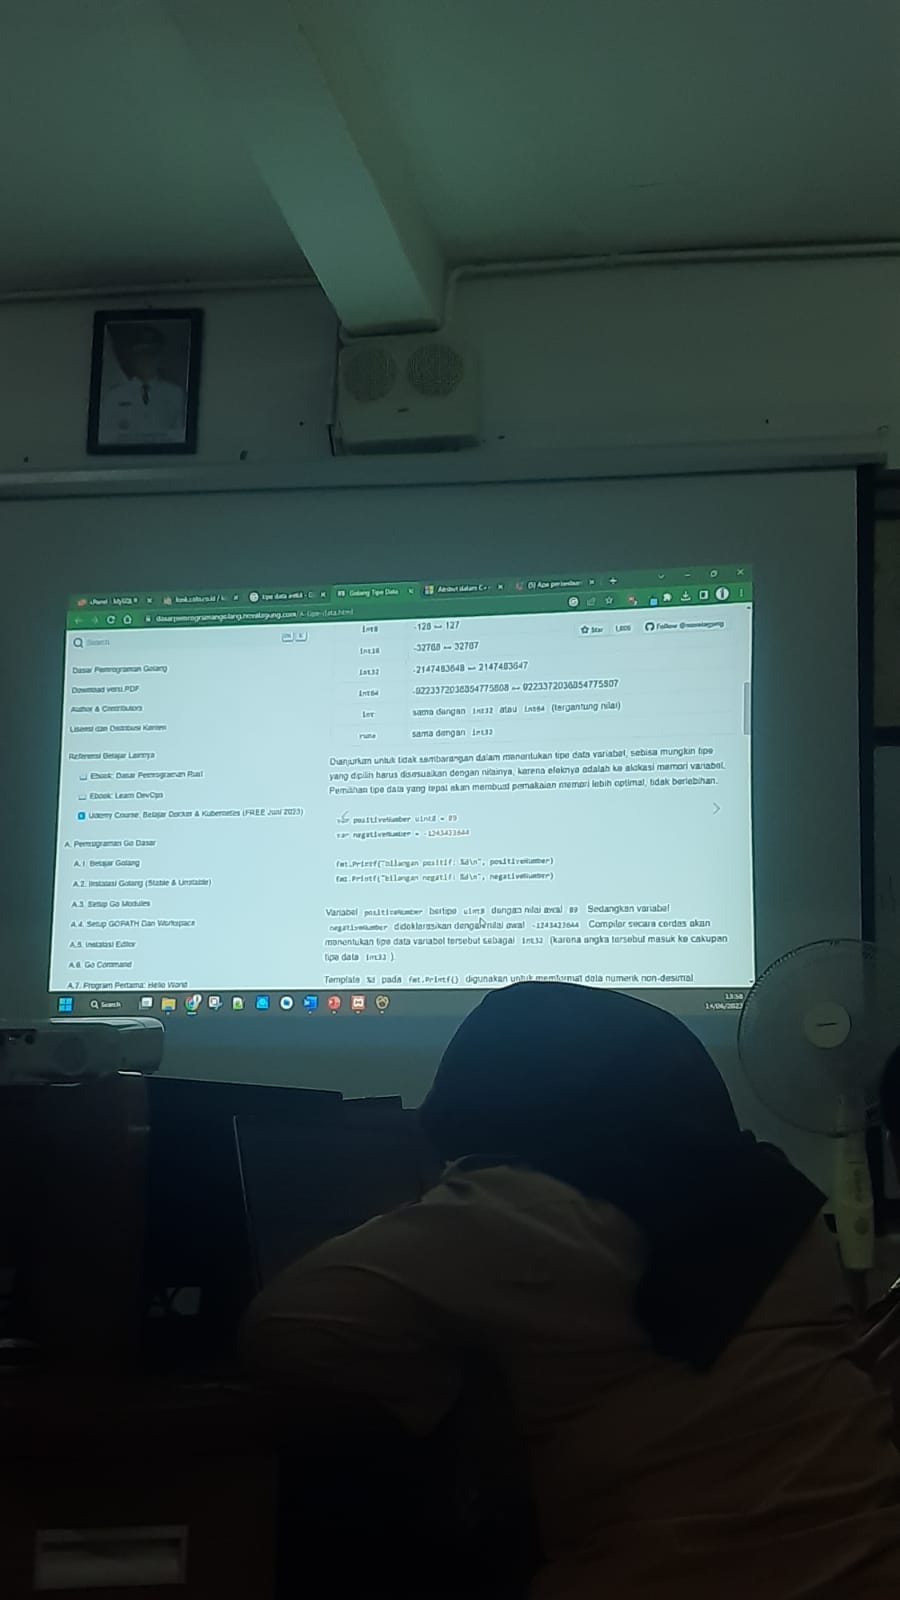 cPanel | MySQL
tipe data
Golang Tipe Data
Atribut dalam C
(5) Apa
dasarpemrogramangolang.novalagung.com/A-tipe-data.html
Search
Star
Follow @novalagung
Dasar Pemrograman Golang
Download versi PDF
Author & Contributors
Lisensi dan Distribusi Konten
Referensi Belajar Lainnya
Ebook: Dasar Pemrograman Rust
Ebook: Learn DevOps
Udemy Course: Belajar Docker & Kubernetes (FREE Juni 2023)
A. Pemrograman Go Dasar
A.1. Belajar Golang
A.2. Instalasi Golang (Stable & Unstable)
A.3. Setup Go Modules
A.4. Setup GOPATH Dan Workspace
A.5. Instalasi Editor
A.6. Go Command
A.7. Program Pertama: Hello World
int8 -128 ↔ 127
int16 -32768 ↔ 32767
int32 -2147483648 ↔ 2147483647
int64 -9223372036854775808 ↔ 9223372036854775807
int sama dengan int32 atau int64 (tergantung nilai)
rune sama dengan int32
Dianjurkan untuk tidak sembarangan dalam menentukan tipe data variabel, sebisa mungkin tipe
yang dipilih harus disesuaikan dengan nilainya, karena efeknya adalah ke alokasi memori variabel.
Pemilihan tipe data yang tepat akan membuat pemakaian memori lebih optimal, tidak berlebihan.
var positiveNumber uint8 = 89
var negativeNumber = -1243423644
fmt.Printf("bilangan positif: %d\n", positiveNumber)
fmt.Printf("bilangan negatif: %d\n", negativeNumber)
Variabel positiveNumber bertipe uint8 dengan nilai awal 89 Sedangkan variabel
negativeNumber dideklarasikan dengan nilai awal -1243423644 Compiler secara cerdas akan
menentukan tipe data variabel tersebut sebagai int32 (karena angka tersebut masuk ke cakupan
tipe data int32 ).
Template %d pada fmt.Printf() digunakan untuk memformat data numerik non-desimal
Search
13:50